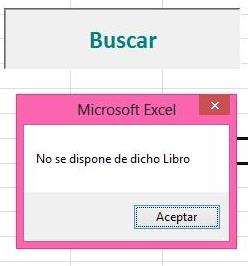 Buscar
Microsoft Excel
No se dispone de dicho Libro
Aceptar